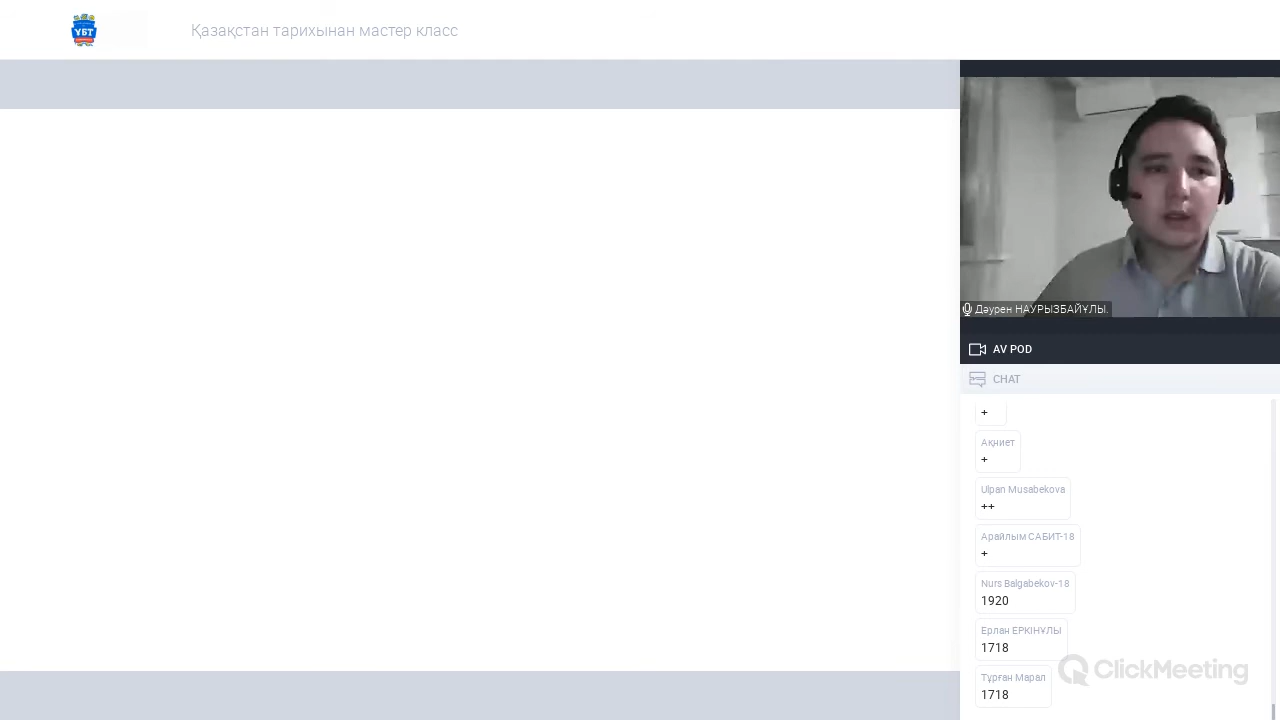 ҰБТ
Қазақстан тарихынан мастер класс
Дәурен НАУРЫЗБАЙҰЛЫ.
AV POD
CHAT
+
Ақниет
+
Ulpan Musabekova
++
Арайлым САБИТ-18
+
Nurs Balgabekov-18
1920
Ерлан ЕРКІНҰЛЫ
1718
Тұрған Марал
1718
ClickMeeting